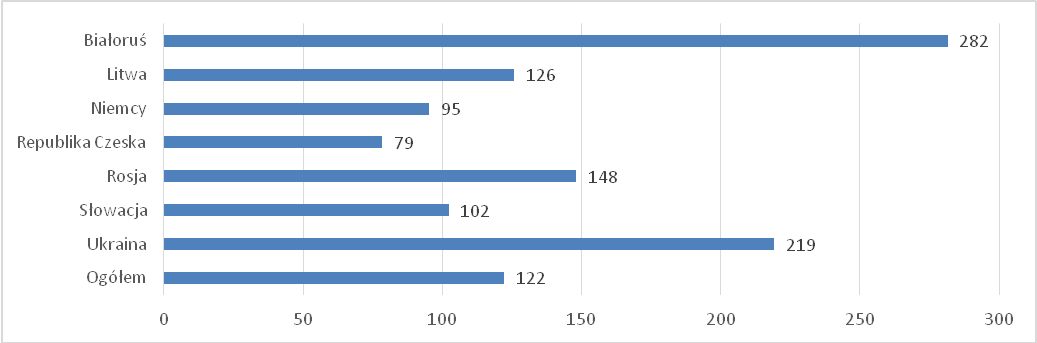 Białoruś 282
Litwa 126
Niemcy 95
Republika Czeska 79
Rosja 148
Słowacja 102
Ukraina 219
Ogółem 122
0 50 100 150 200 250 300